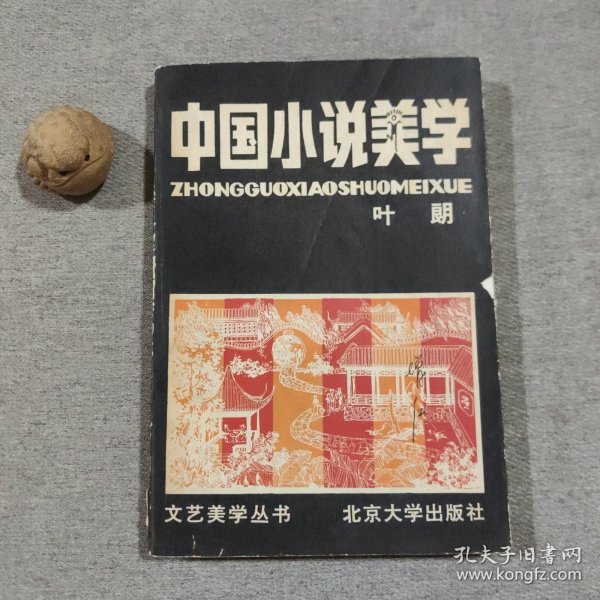 中国小说美学
ZHONGGUOXIAOSHUOMEIXUE
叶朗
文艺美学丛书 北京大学出版社
孔夫子旧書网
www.kongfz.com